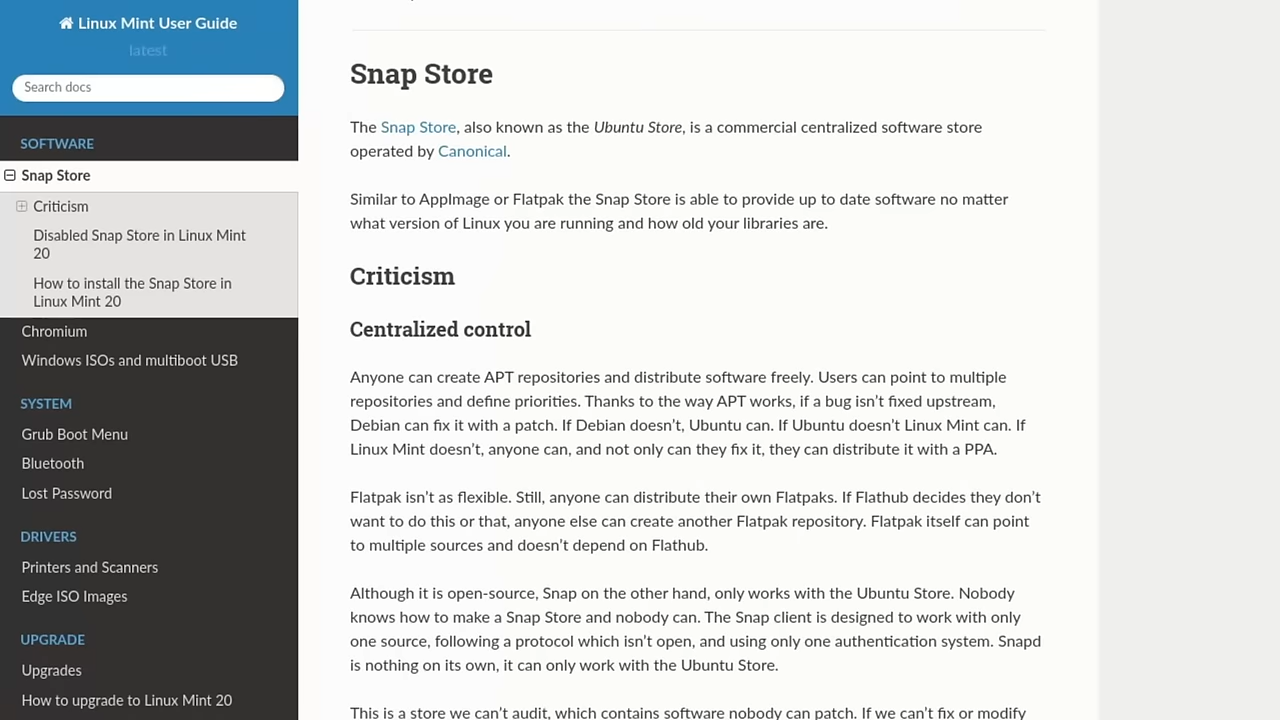 Linux Mint User Guide
latest
Search docs
SOFTWARE
Snap Store
Criticism
Disabled Snap Store in Linux Mint
20
How to install the Snap Store in
Linux Mint 20
Chromium
Windows ISOs and multiboot USB
SYSTEM
Grub Boot Menu
Bluetooth
Lost Password
DRIVERS
Printers and Scanners
Edge ISO Images
UPGRADE
Upgrades
How to upgrade to Linux Mint 20
Snap Store
The Snap Store, also known as the Ubuntu Store, is a commercial centralized software store
operated by Canonical.
Similar to AppImage or Flatpak the Snap Store is able to provide up to date software no matter
what version of Linux you are running and how old your libraries are.
Criticism
Centralized control
Anyone can create APT repositories and distribute software freely. Users can point to multiple
repositories and define priorities. Thanks to the way APT works, if a bug isn’t fixed upstream,
Debian can fix it with a patch. If Debian doesn’t, Ubuntu can. If Ubuntu doesn’t Linux Mint can. If
Linux Mint doesn’t, anyone can, and not only can they fix it, they can distribute it with a PPA.
Flatpak isn’t as flexible. Still, anyone can distribute their own Flatpaks. If Flathub decides they don’t
want to do this or that, anyone else can create another Flatpak repository. Flatpak itself can point
to multiple sources and doesn’t depend on Flathub.
Although it is open-source, Snap on the other hand, only works with the Ubuntu Store. Nobody
knows how to make a Snap Store and nobody can. The Snap client is designed to work with only
one source, following a protocol which isn’t open, and using only one authentication system. Snapd
is nothing on its own, it can only work with the Ubuntu Store.
This is a store we can’t audit, which contains software nobody can patch. If we can’t fix or modify